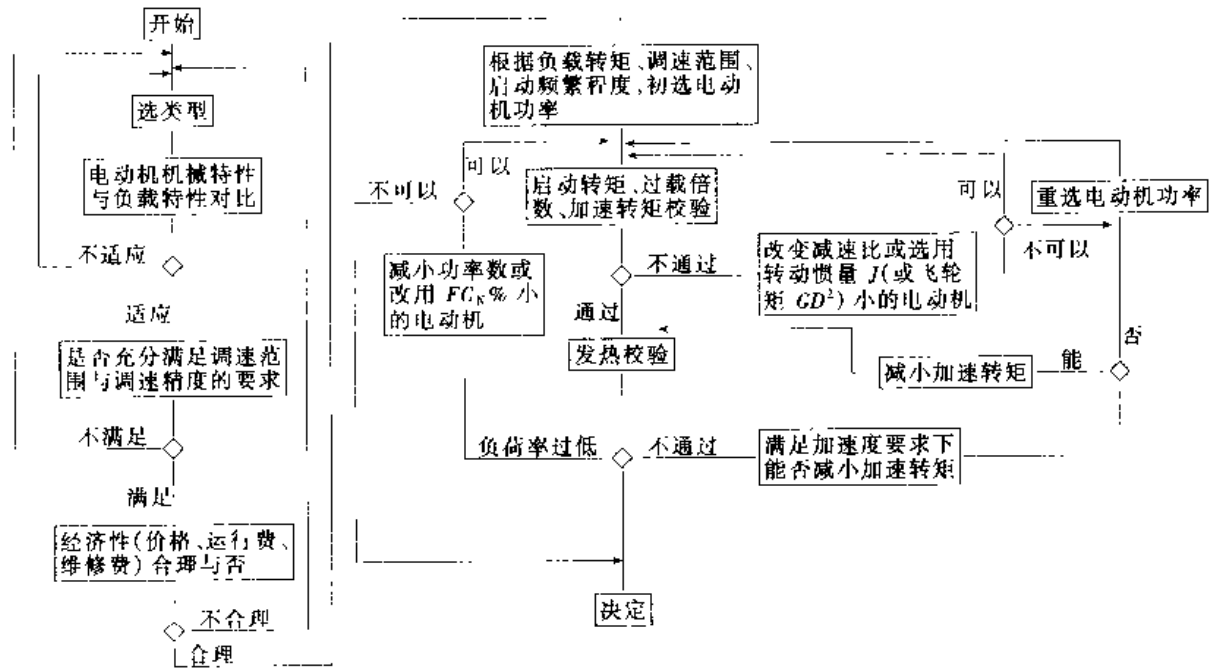 开始
选类型
电动机机械特性
与负载特性对比
不适应
适应
是否充分满足调速范
围与调速精度的要求
不满足
满足
经济性(价格、运行费、
维修费)合理与否
不合理
合理
根据负载转矩、调速范围、
启动频繁程度,初选电动
机功率
可以
不可以
启动转矩、过载倍
数、加速转矩校验
可以
重选电动机功率
不可以
减小功率数或
改用 FCN% 小
的电动机
不通过
改变减速比或选用
转动惯量 J(或飞轮
矩 GD²)小的电动机
通过
发热校验
否
能
减小加速转矩
负荷率过低
不通过
满足加速度要求下
能否减小加速转矩
决定